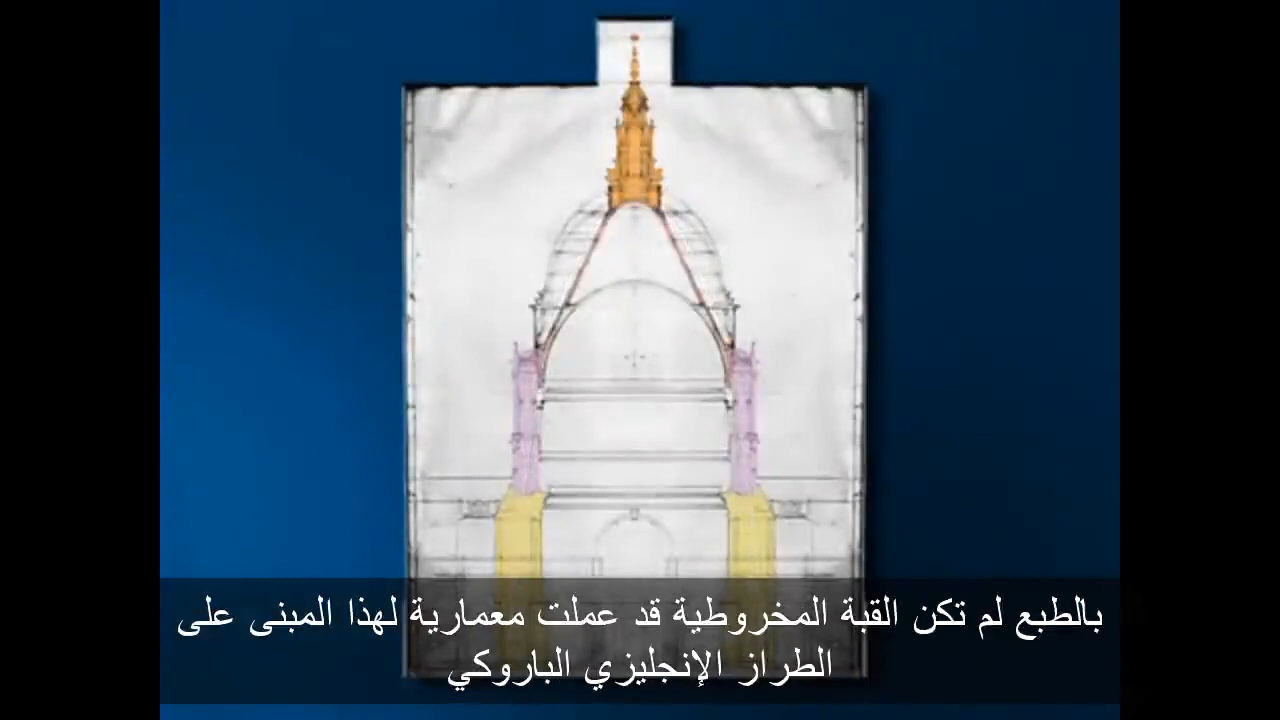 بالطبع لم تكن القبة المخروطية قد عملت معمارية لهذا المبنى على
الطراز الإنجليزي الباروكي